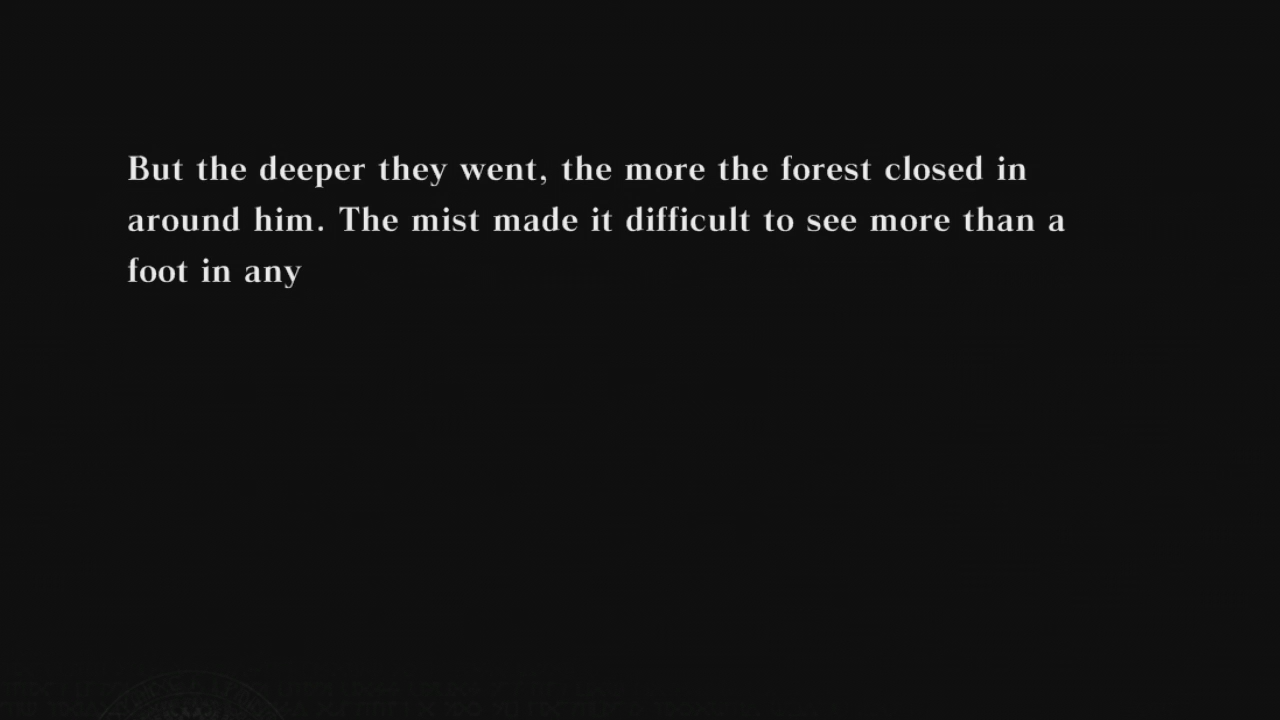 But the deeper they went, the more the forest closed in
around him. The mist made it difficult to see more than a
foot in any